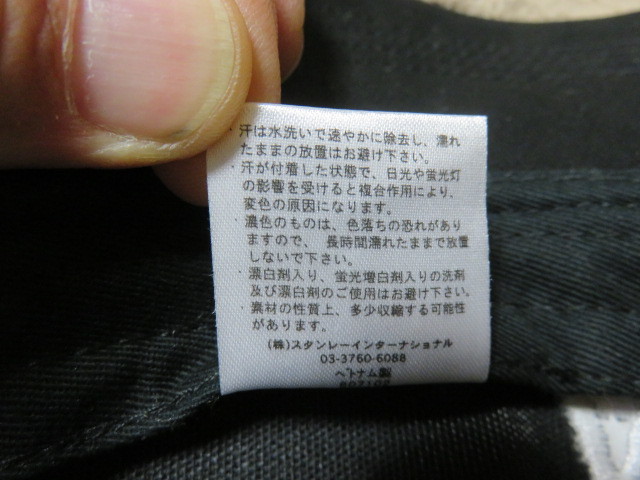 ・汗は水洗いで速やかに除去し、濡れ
たままの放置はお避け下さい。
・汗が付着した状態で、日光や蛍光灯
の影響を受けると複合作用により、
変色の原因になります。
・濃色のものは、色落ちの恐れがあり
ますので、長時間濡れたままで放置
しないで下さい。
・漂白剤入り、蛍光増白剤入りの洗剤
及び漂白剤のご使用はお避け下さい。
・素材の性質上、多少収縮する可能性
があります。
(株)スタンレーインターナショナル
03-3760-6088
ベトナム製